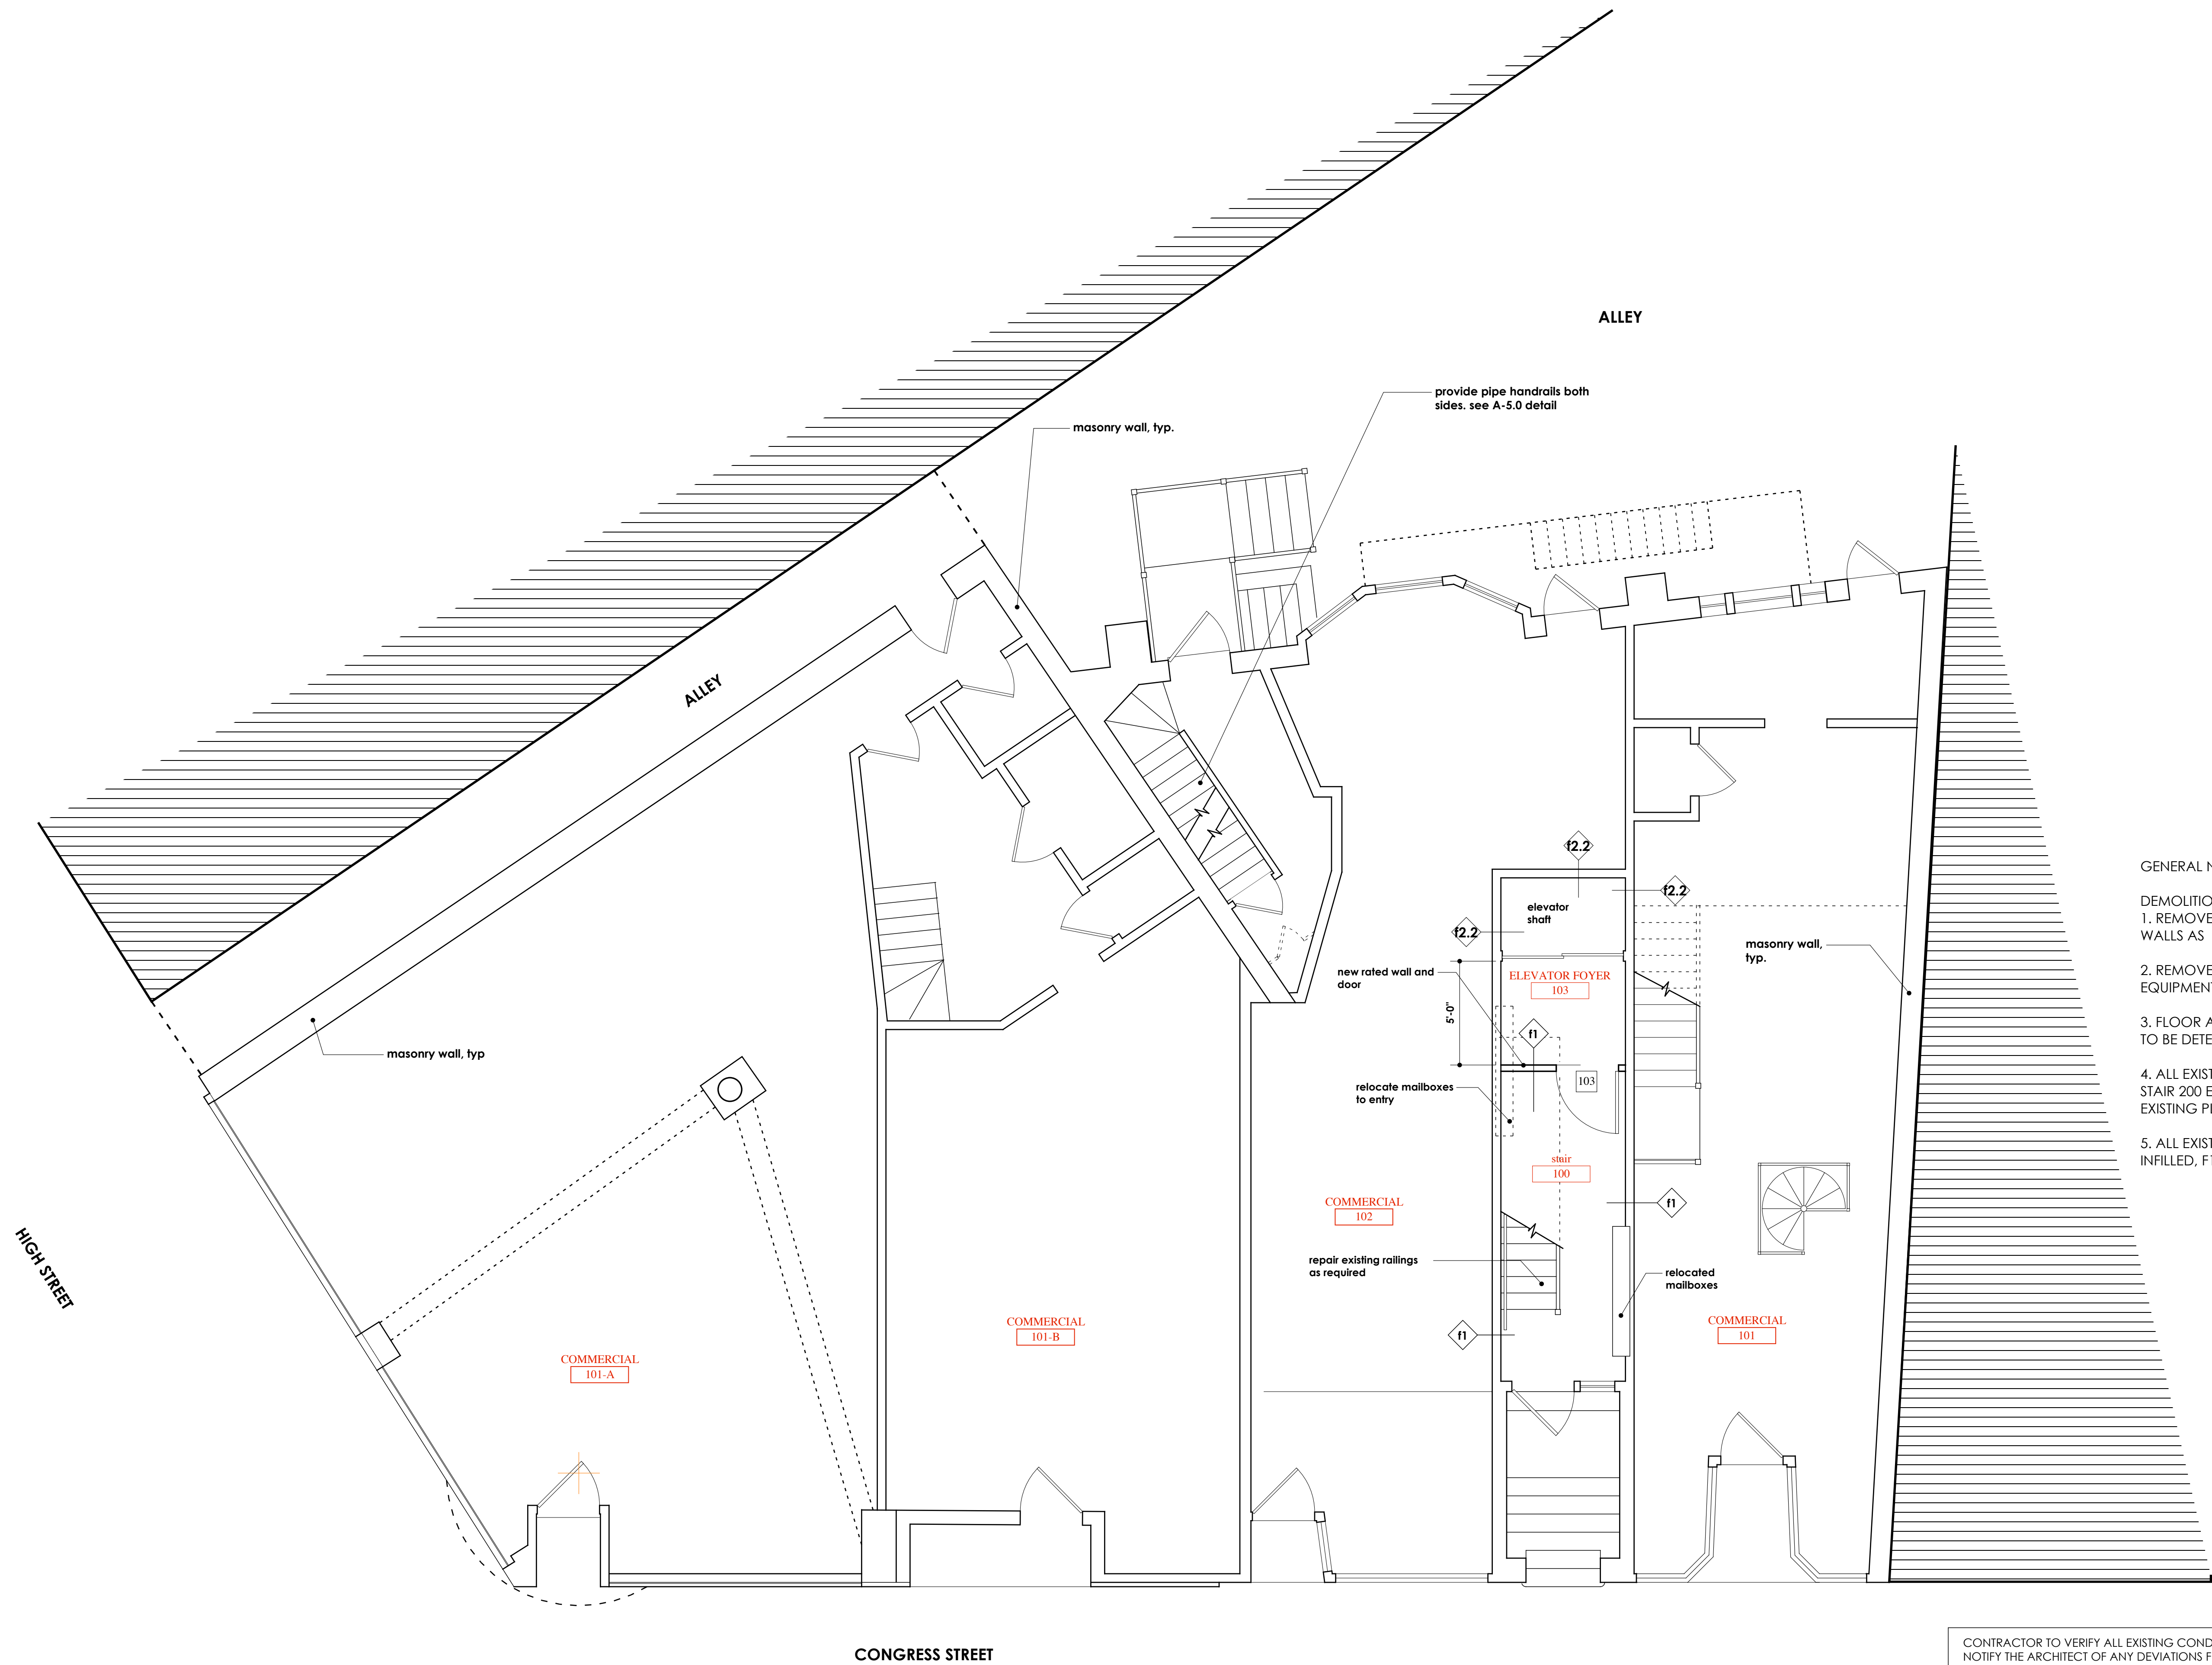 ALLEY
provide pipe handrails both
sides. see A-5.0 detail
masonry wall, typ.
ALLEY
f2.2
f2.2
f2.2
elevator
shaft
masonry wall,
typ.
new rated wall and
door
ELEVATOR FOYER
103
5'-0"
f1
masonry wall, typ
103
relocate mailboxes
to entry
stair
100
f1
COMMERCIAL
102
repair existing railings
as required
relocated
mailboxes
f1
HIGH STREET
COMMERCIAL
101-A
COMMERCIAL
101-B
COMMERCIAL
101
CONGRESS STREET
GENERAL
DEMOLITIO
1. REMOVE
WALLS AS
2. REMOVE
EQUIPMEN
3. FLOOR A
TO BE DETE
4. ALL EXIST
STAIR 200 E
EXISTING
5. ALL EXIST
INFILLED,
CONTRACTOR TO VERIFY ALL EXISTING COND
NOTIFY THE ARCHITECT OF ANY DEVIATIONS F